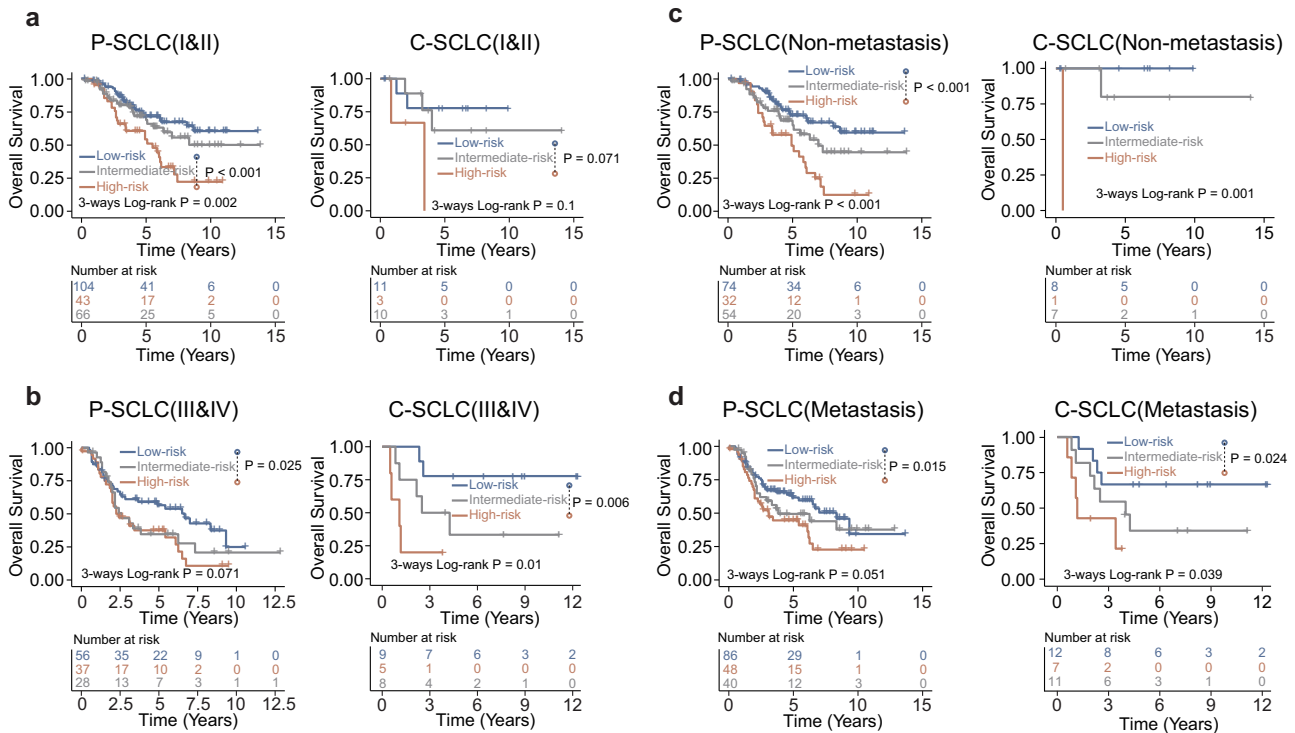 a
P-SCLC(I&II)
Overall Survival
1.00
0.75
0.50
0.25
0.00
Low-risk
Intermediate-risk
High-risk
P < 0.001
3-ways Log-rank P = 0.002
0 5 10 15
Time (Years)
Number at risk
104 41 6 0
43 17 2 0
66 25 5 0
0 5 10 15
Time (Years)
C-SCLC(I&II)
Overall Survival
1.00
0.75
0.50
0.25
0.00
Low-risk
Intermediate-risk
High-risk
P = 0.071
3-ways Log-rank P = 0.1
0 5 10 15
Time (Years)
Number at risk
11 5 0 0
3 0 0 0
10 3 1 0
0 5 10 15
Time (Years)
c
P-SCLC(Non-metastasis)
Overall Survival
1.00
0.75
0.50
0.25
0.00
Low-risk
Intermediate-risk
High-risk
P < 0.001
3-ways Log-rank P < 0.001
0 5 10 15
Time (Years)
Number at risk
74 34 6 0
32 12 1 0
54 20 3 0
0 5 10 15
Time (Years)
C-SCLC(Non-metastasis)
Overall Survival
1.00
0.75
0.50
0.25
0.00
Low-risk
Intermediate-risk
High-risk
3-ways Log-rank P = 0.001
0 5 10 15
Time (Years)
Number at risk
8 5 0 0
1 0 0 0
7 2 1 0
0 5 10 15
Time (Years)
b
P-SCLC(III&IV)
Overall Survival
1.00
0.75
0.50
0.25
0.00
Low-risk
Intermediate-risk
High-risk
P = 0.025
3-ways Log-rank P = 0.071
0 2.5 5 7.5 10 12.5
Time (Years)
Number at risk
56 35 22 9 1 0
37 17 10 2 0 0
28 13 7 3 1 1
0 2.5 5 7.5 10 12.5
Time (Years)
C-SCLC(III&IV)
Overall Survival
1.00
0.75
0.50
0.25
0.00
Low-risk
Intermediate-risk
High-risk
P = 0.006
3-ways Log-rank P = 0.01
0 3 6 9 12
Time (Years)
Number at risk
9 7 6 3 2
5 1 0 0 0
8 4 2 1 0
0 3 6 9 12
Time (Years)
d
P-SCLC(Metastasis)
Overall Survival
1.00
0.75
0.50
0.25
0.00
Low-risk
Intermediate-risk
High-risk
P = 0.015
3-ways Log-rank P = 0.051
0 5 10 15
Time (Years)
Number at risk
86 29 1 0
48 15 1 0
40 12 3 0
0 5 10 15
Time (Years)
C-SCLC(Metastasis)
Overall Survival
1.00
0.75
0.50
0.25
0.00
Low-risk
Intermediate-risk
High-risk
P = 0.024
3-ways Log-rank P = 0.039
0 3 6 9 12
Time (Years)
Number at risk
12 8 6 3 2
7 2 0 0 0
11 6 3 1 0
0 3 6 9 12
Time (Years)